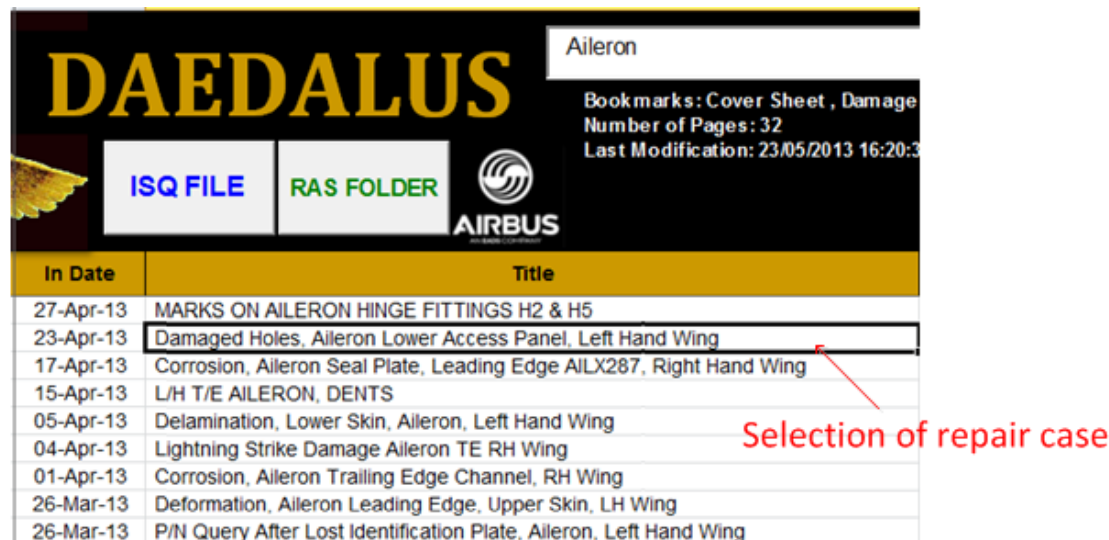 Aileron
DAEDALUS
Bookmarks: Cover Sheet , Damage
Number of Pages: 32
Last Modification: 23/05/2013 16:20:3
ISQ FILE
RAS FOLDER
AIRBUS
AN EADS COMPANY
In Date Title
27-Apr-13 MARKS ON AILERON HINGE FITTINGS H2 & H5
23-Apr-13 Damaged Holes, Aileron Lower Access Panel, Left Hand Wing
17-Apr-13 Corrosion, Aileron Seal Plate, Leading Edge AILX287, Right Hand Wing
15-Apr-13 L/H T/E AILERON, DENTS
05-Apr-13 Delamination, Lower Skin, Aileron, Left Hand Wing
04-Apr-13 Lightning Strike Damage Aileron TE RH Wing
01-Apr-13 Corrosion, Aileron Trailing Edge Channel, RH Wing
26-Mar-13 Deformation, Aileron Leading Edge, Upper Skin, LH Wing
26-Mar-13 P/N Query After Lost Identification Plate, Aileron, Left Hand Wing
Selection of repair case